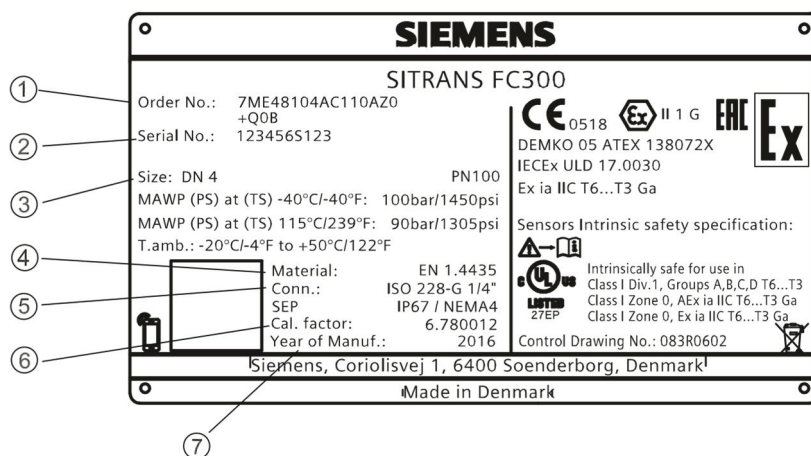 SIEMENS
SITRANS FC300
① Order No.: 7ME48104AC110AZ0
+Q0B
② Serial No.: 123456S123
③ Size: DN 4 PN100
MAWP (PS) at (TS) -40°C/-40°F: 100bar/1450psi
MAWP (PS) at (TS) 115°C/239°F: 90bar/1305psi
T.amb.: -20°C/-4°F to +50°C/122°F
④ Material: EN 1.4435
⑤ Conn.: ISO 228-G 1/4"
SEP IP67 / NEMA4
⑥ Cal. factor: 6.780012
⑦ Year of Manuf.: 2016
CE 0518 Ex II 1 G EAC Ex
DEMKO 05 ATEX 138072X
IECEx ULD 17.0030
Ex ia IIC T6...T3 Ga
Sensors Intrinsic safety specification:
C UL US
LISTED
27EP
Intrinsically safe for use in
Class I Div.1, Groups A,B,C,D T6...T3
Class I Zone 0, AEx ia IIC T6...T3 Ga
Class I Zone 0, Ex ia IIC T6...T3 Ga
Control Drawing No.: 083R0602
Siemens, Coriolisvej 1, 6400 Soenderborg, Denmark
Made in Denmark